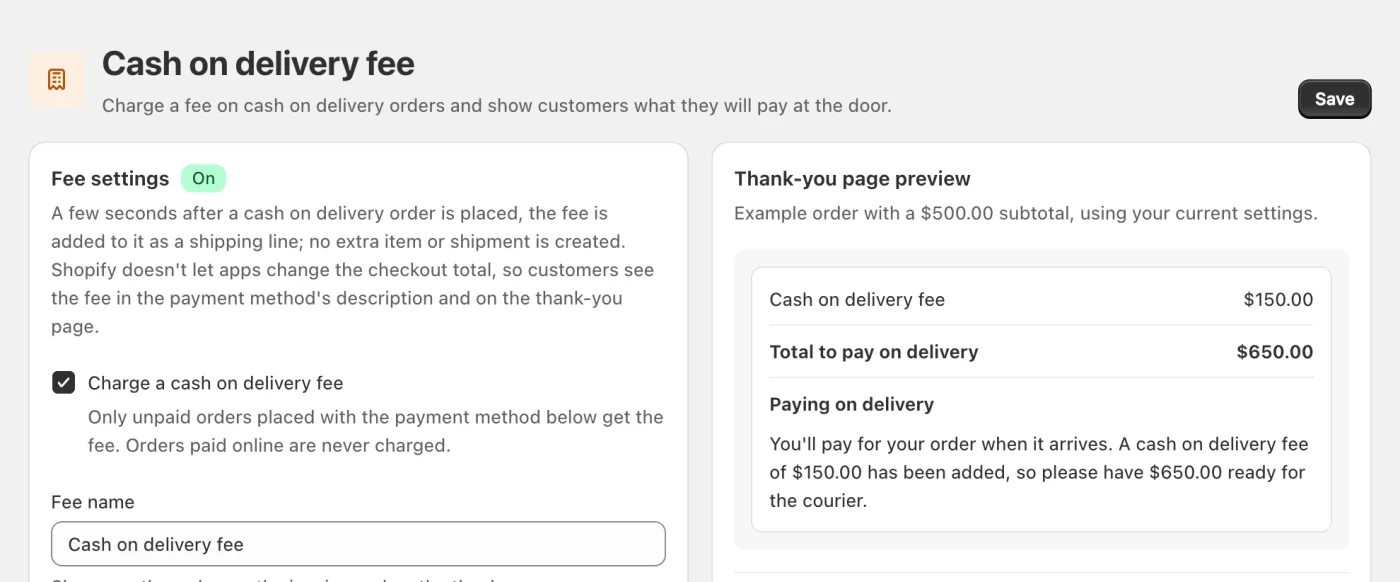 Cash on delivery fee
Charge a fee on cash on delivery orders and show customers what they will pay at the door.
Save
Fee settings On
A few seconds after a cash on delivery order is placed, the fee is
added to it as a shipping line; no extra item or shipment is created.
Shopify doesn't let apps change the checkout total, so customers see
the fee in the payment method's description and on the thank-you
page.
Charge a cash on delivery fee
Only unpaid orders placed with the payment method below get the
fee. Orders paid online are never charged.
Fee name
Cash on delivery fee
Thank-you page preview
Example order with a $500.00 subtotal, using your current settings.
Cash on delivery fee $150.00
Total to pay on delivery $650.00
Paying on delivery
You'll pay for your order when it arrives. A cash on delivery fee
of $150.00 has been added, so please have $650.00 ready for
the courier.